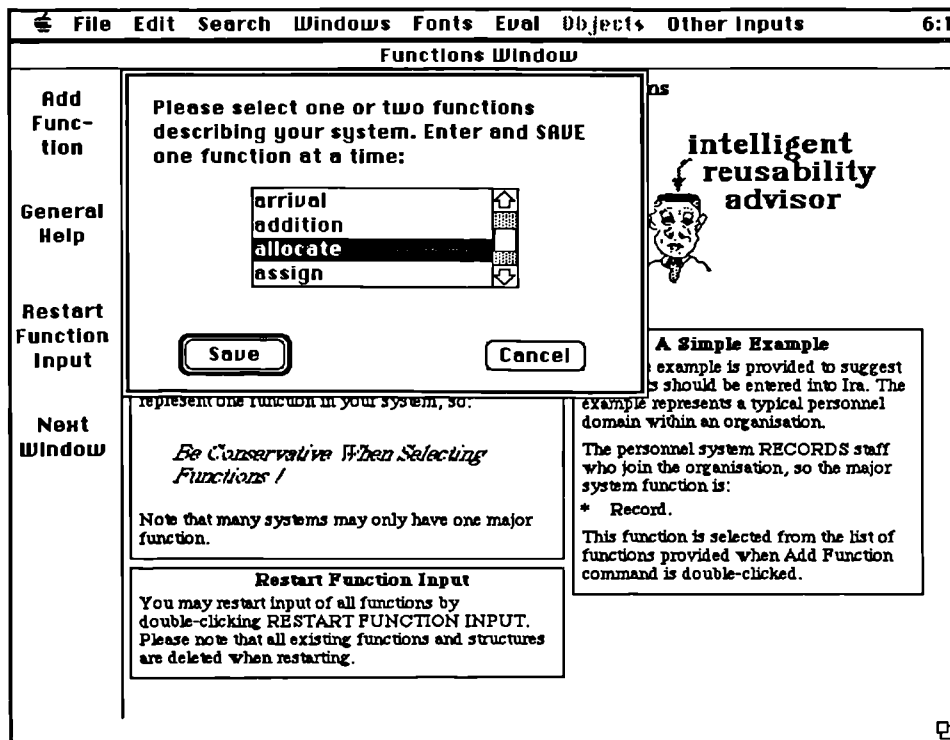 File Edit Search Windows Fonts Eval Objects Other Inputs 6:1
Functions Window
Add
Func-
tion
General
Help
Restart
Function
Input
Next
Window
Please select one or two functions
describing your system. Enter and SAVE
one function at a time:
arrival
addition
allocate
assign
Save Cancel
ns
intelligent
reusability
advisor
represent one function in your system, so:
Be Conservative When Selecting
Functions !
Note that many systems may only have one major
function.
Restart Function Input
You may restart input of all functions by
double-clicking RESTART FUNCTION INPUT.
Please note that all existing functions and structures
are deleted when restarting.
A Simple Example
example is provided to suggest
should be entered into Ira. The
example represents a typical personnel
domain within an organisation.
The personnel system RECORDS staff
who join the organisation, so the major
system function is:
* Record.
This function is selected from the list of
functions provided when Add Function
command is double-clicked.